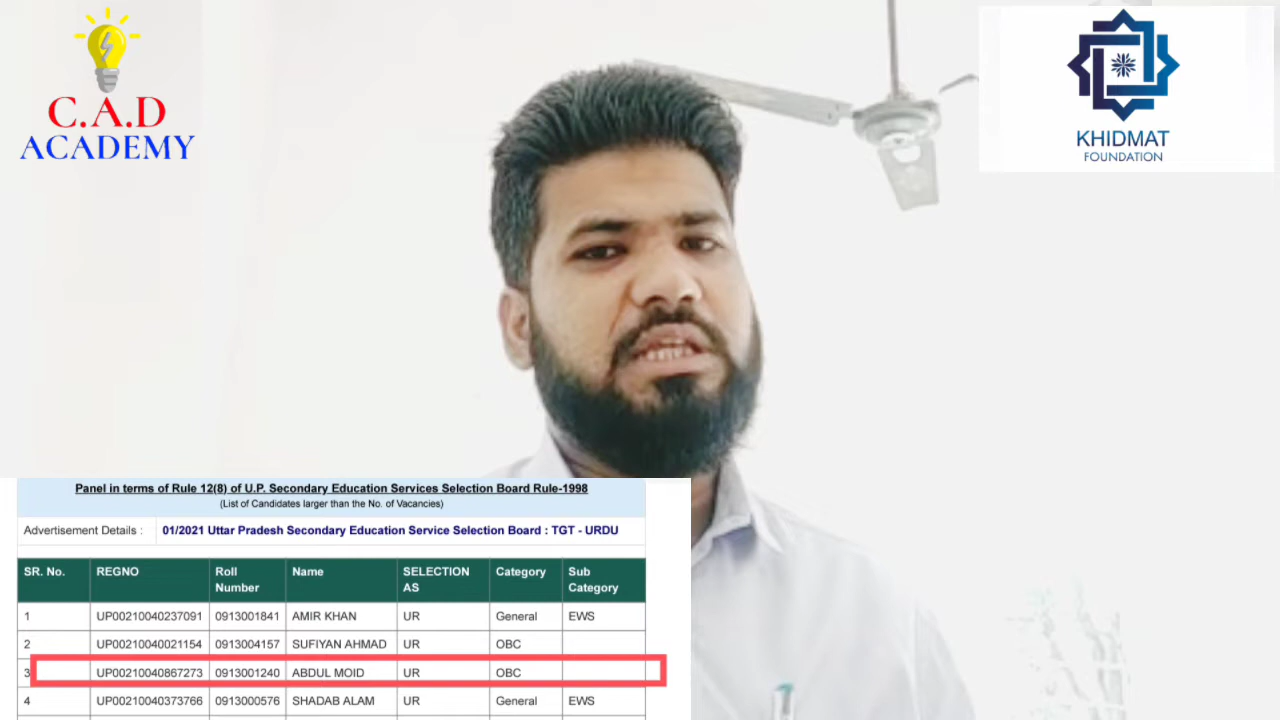 C.A.D
ACADEMY
KHIDMAT
FOUNDATION
Panel in terms of Rule 12(8) of U.P. Secondary Education Services Selection Board Rule-1998
(List of Candidates larger than the No. of Vacancies)
Advertisement Details : 01/2021 Uttar Pradesh Secondary Education Service Selection Board : TGT - URDU
SR. No. REGNO Roll Number Name SELECTION AS Category Sub Category
1 UP00210040237091 0913001841 AMIR KHAN UR General EWS
2 UP00210040021154 0913004157 SUFIYAN AHMAD UR OBC
3 UP00210040867273 0913001240 ABDUL MOID UR OBC
4 UP00210040373766 0913000576 SHADAB ALAM UR General EWS